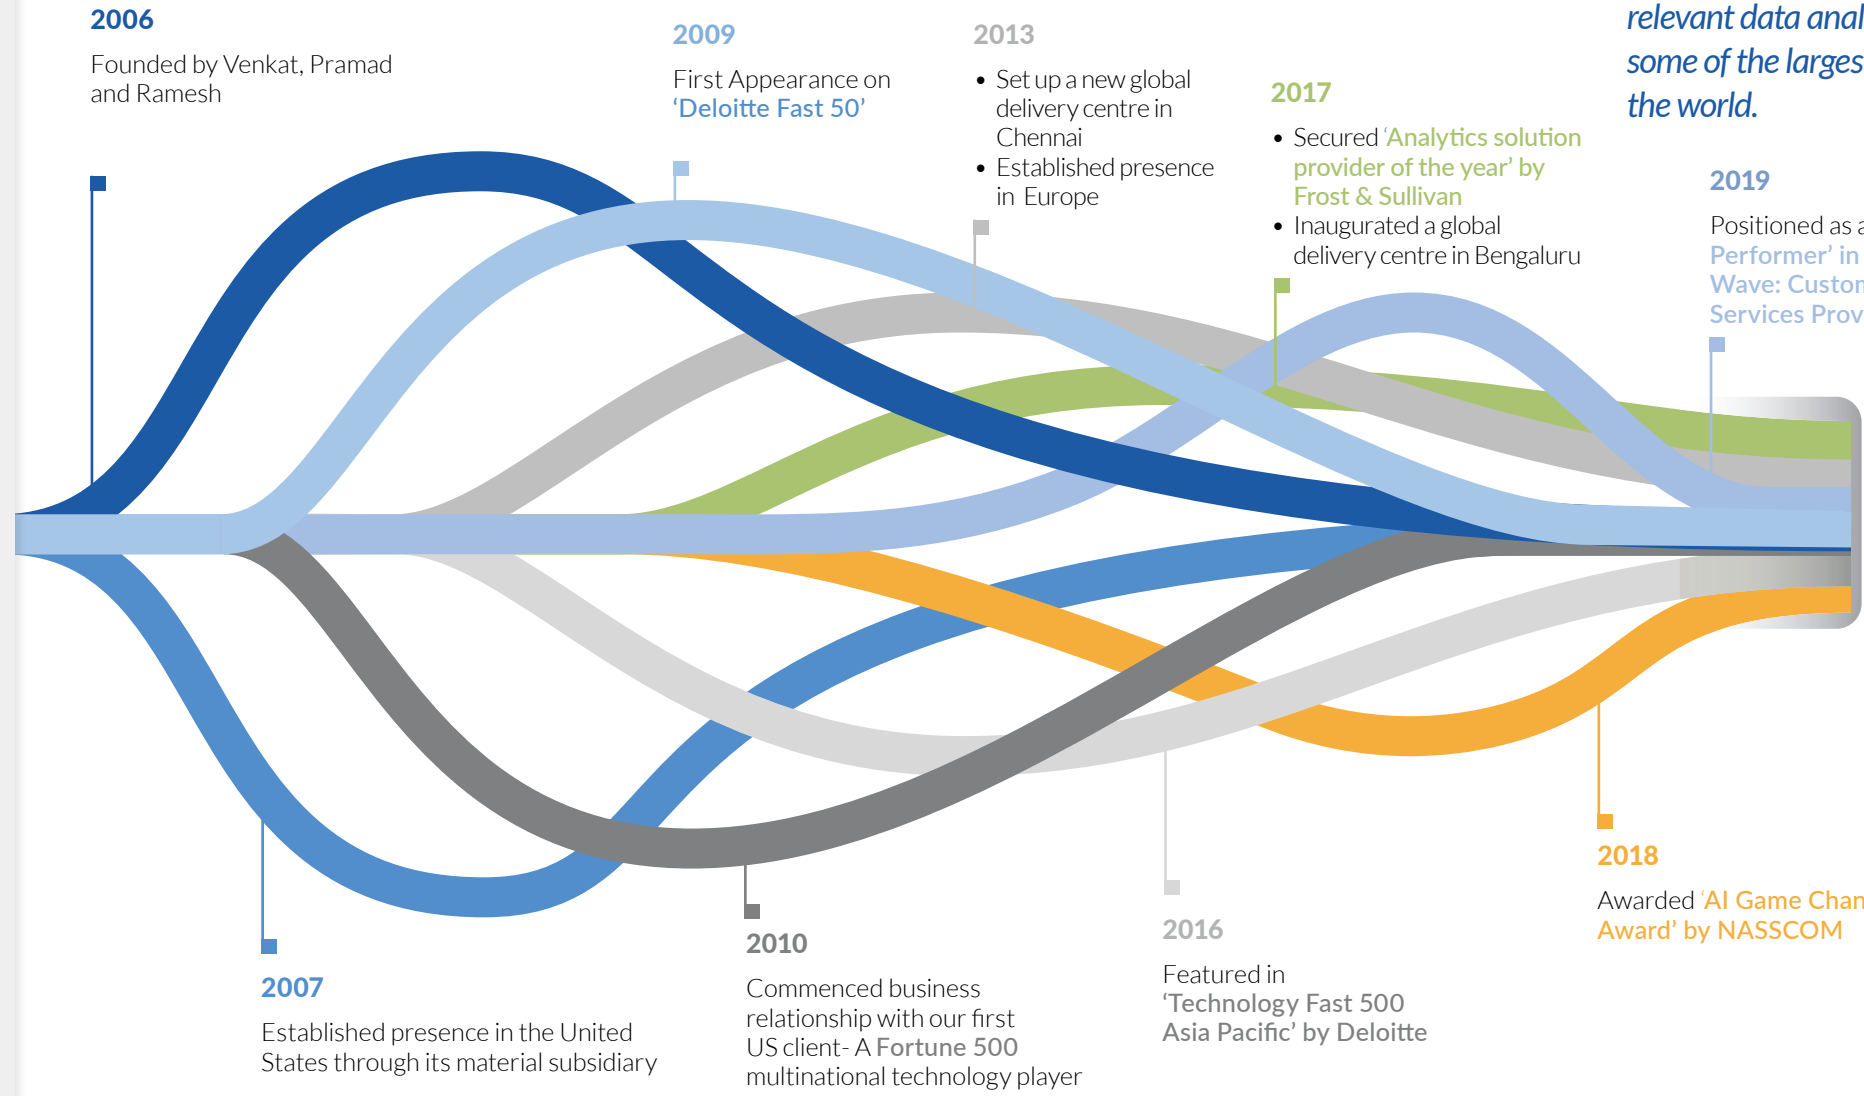 2006
Founded by Venkat, Pramad
and Ramesh
2009
First Appearance on
‘Deloitte Fast 50’
2013
• Set up a new global
delivery centre in
Chennai
• Established presence
in Europe
2017
• Secured ‘Analytics solution
provider of the year’ by
Frost & Sullivan
• Inaugurated a global
delivery centre in Bengaluru
relevant data
some of the
the world.
2019
Positioned as
Performer’ in
Wave:
Services
2007
Established presence in the United
States through its material subsidiary
2010
Commenced business
relationship with our first
US client- A Fortune 500
multinational technology player
2016
Featured in
‘Technology Fast 500
Asia Pacific’ by Deloitte
2018
Awarded ‘AI Game
Award’ by NASSCOM